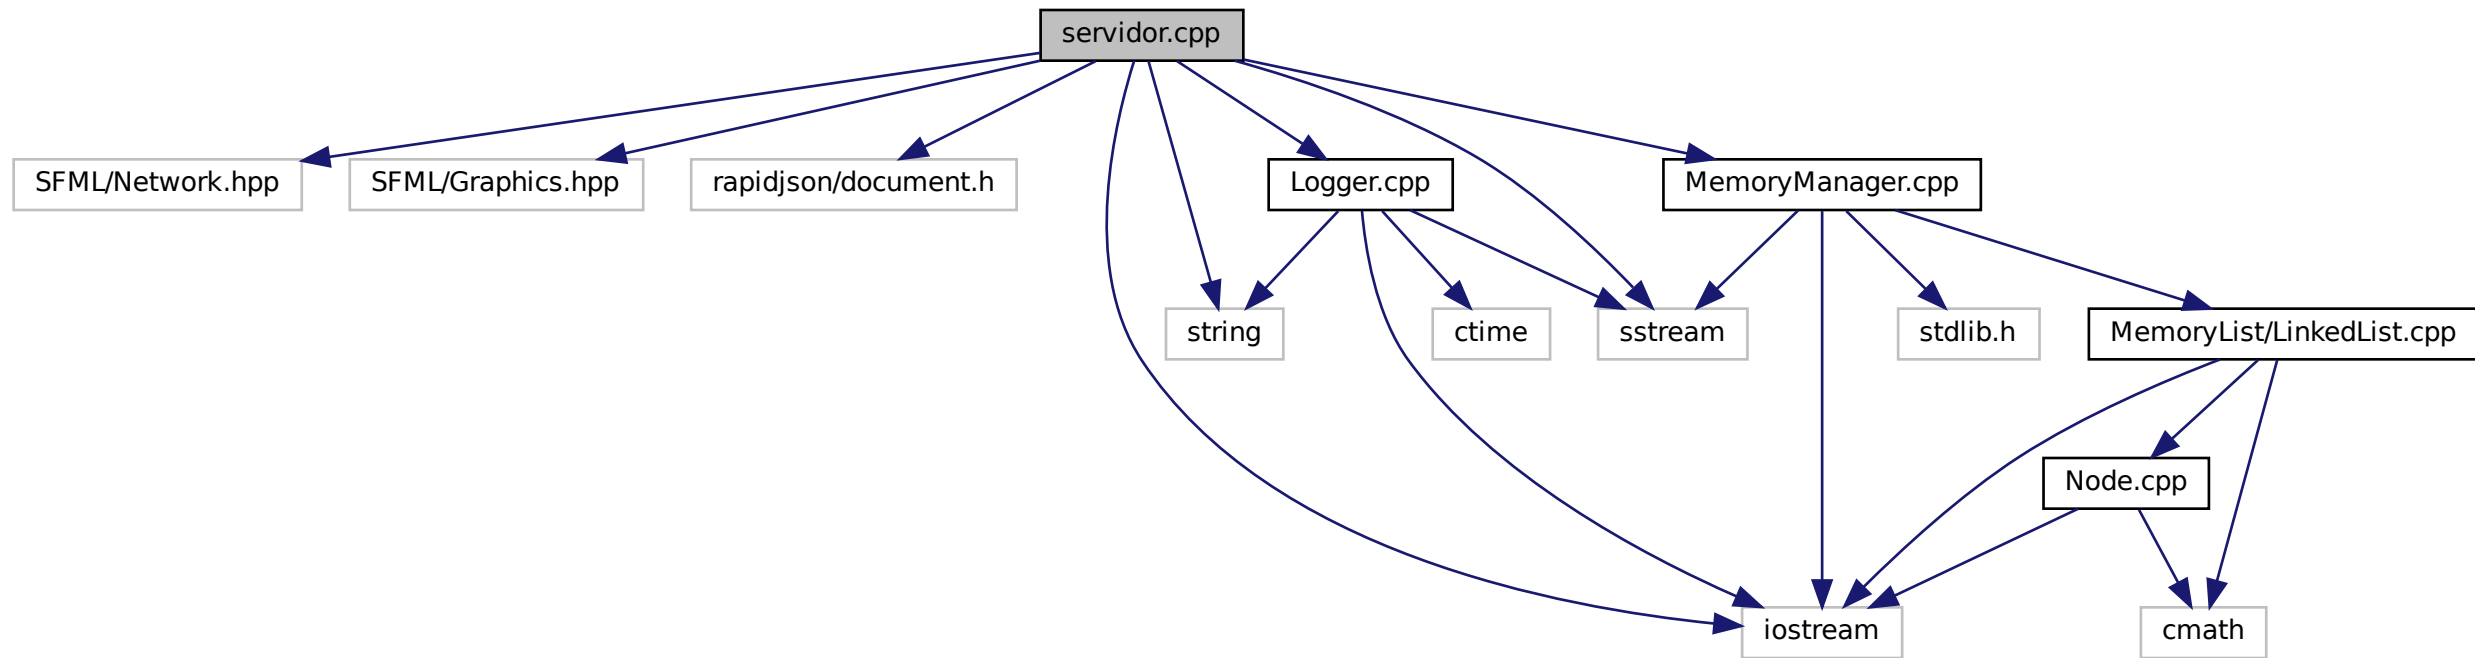 servidor.cpp
SFML/Network.hpp
SFML/Graphics.hpp
rapidjson/document.h
Logger.cpp
MemoryManager.cpp
string
ctime
sstream
stdlib.h
MemoryList/LinkedList.cpp
Node.cpp
iostream
cmath